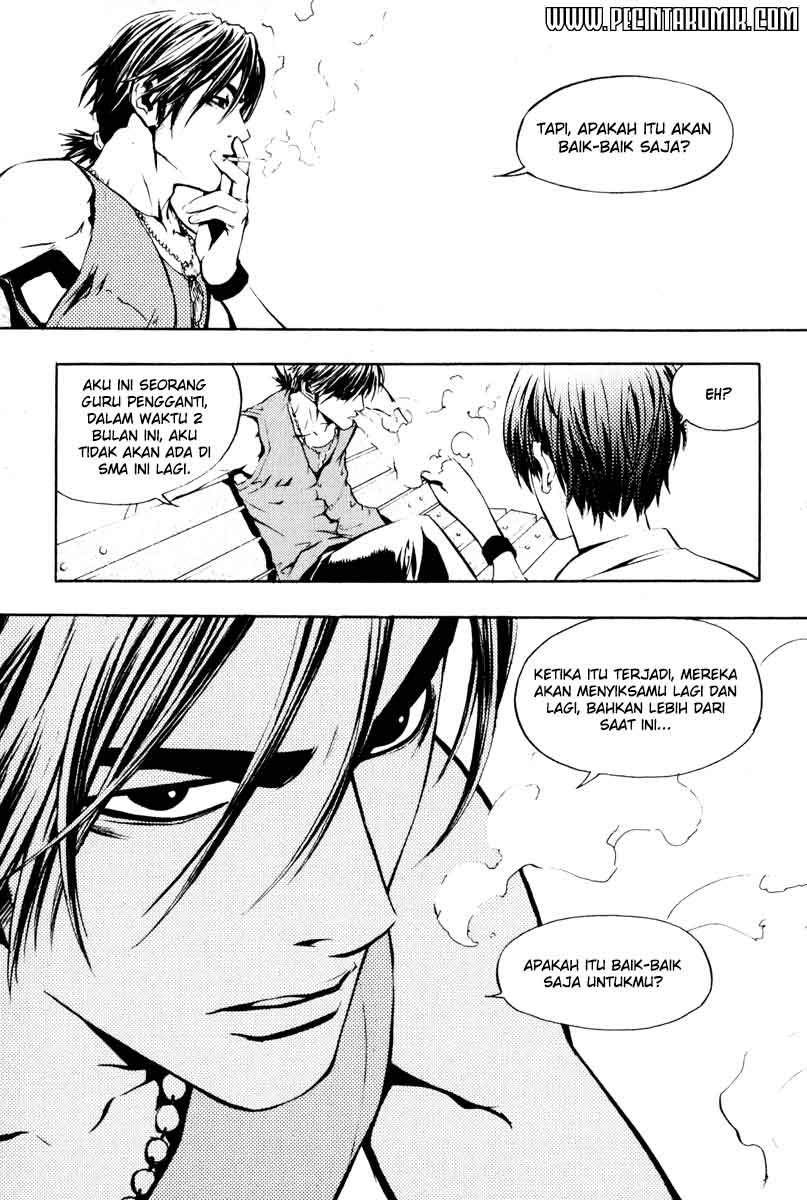 WWW.PECINTAKOMIK.COM
TAPI, APAKAH ITU AKAN
BAIK-BAIK SAJA?
AKU INI SEORANG
GURU PENGGANTI,
DALAM WAKTU 2
BULAN INI, AKU
TIDAK AKAN ADA DI
SMA INI LAGI.
EH?
KETIKA ITU TERJADI, MEREKA
AKAN MENYIKSAMU LAGI DAN
LAGI, BAHKAN LEBIH DARI
SAAT INI...
APAKAH ITU BAIK-BAIK
SAJA UNTUKMU?